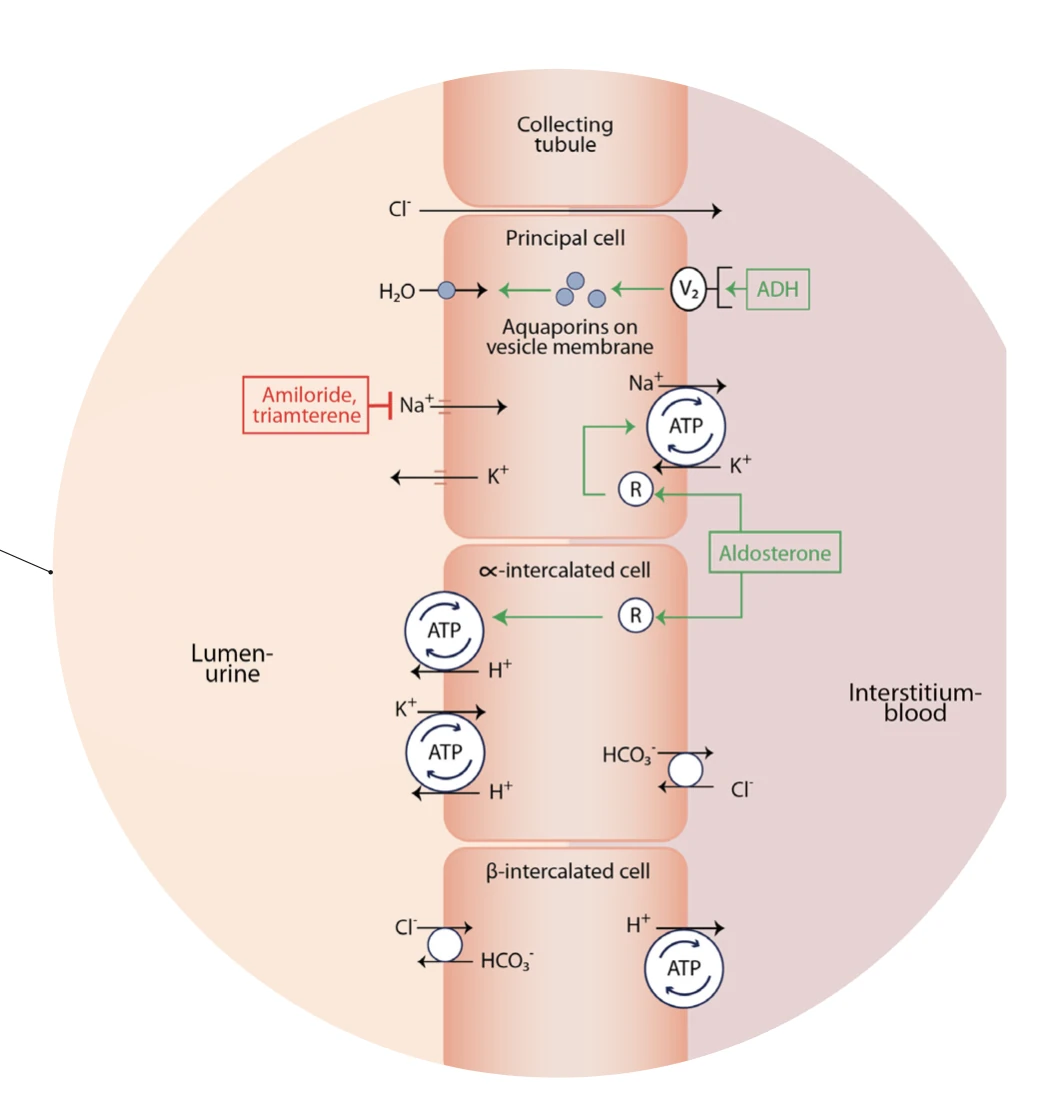 Collecting
tubule
Cl⁻
Principal cell
H₂O
V₂
ADH
Aquaporins on
vesicle membrane
Amiloride,
triamterene
Na⁺
Na⁺
ATP
K⁺
K⁺
R
Aldosterone
∝-intercalated cell
ATP
R
H⁺
Lumen-
urine
Interstitium-
blood
K⁺
ATP
H⁺
HCO₃⁻
Cl⁻
β-intercalated cell
Cl⁻
HCO₃⁻
H⁺
ATP